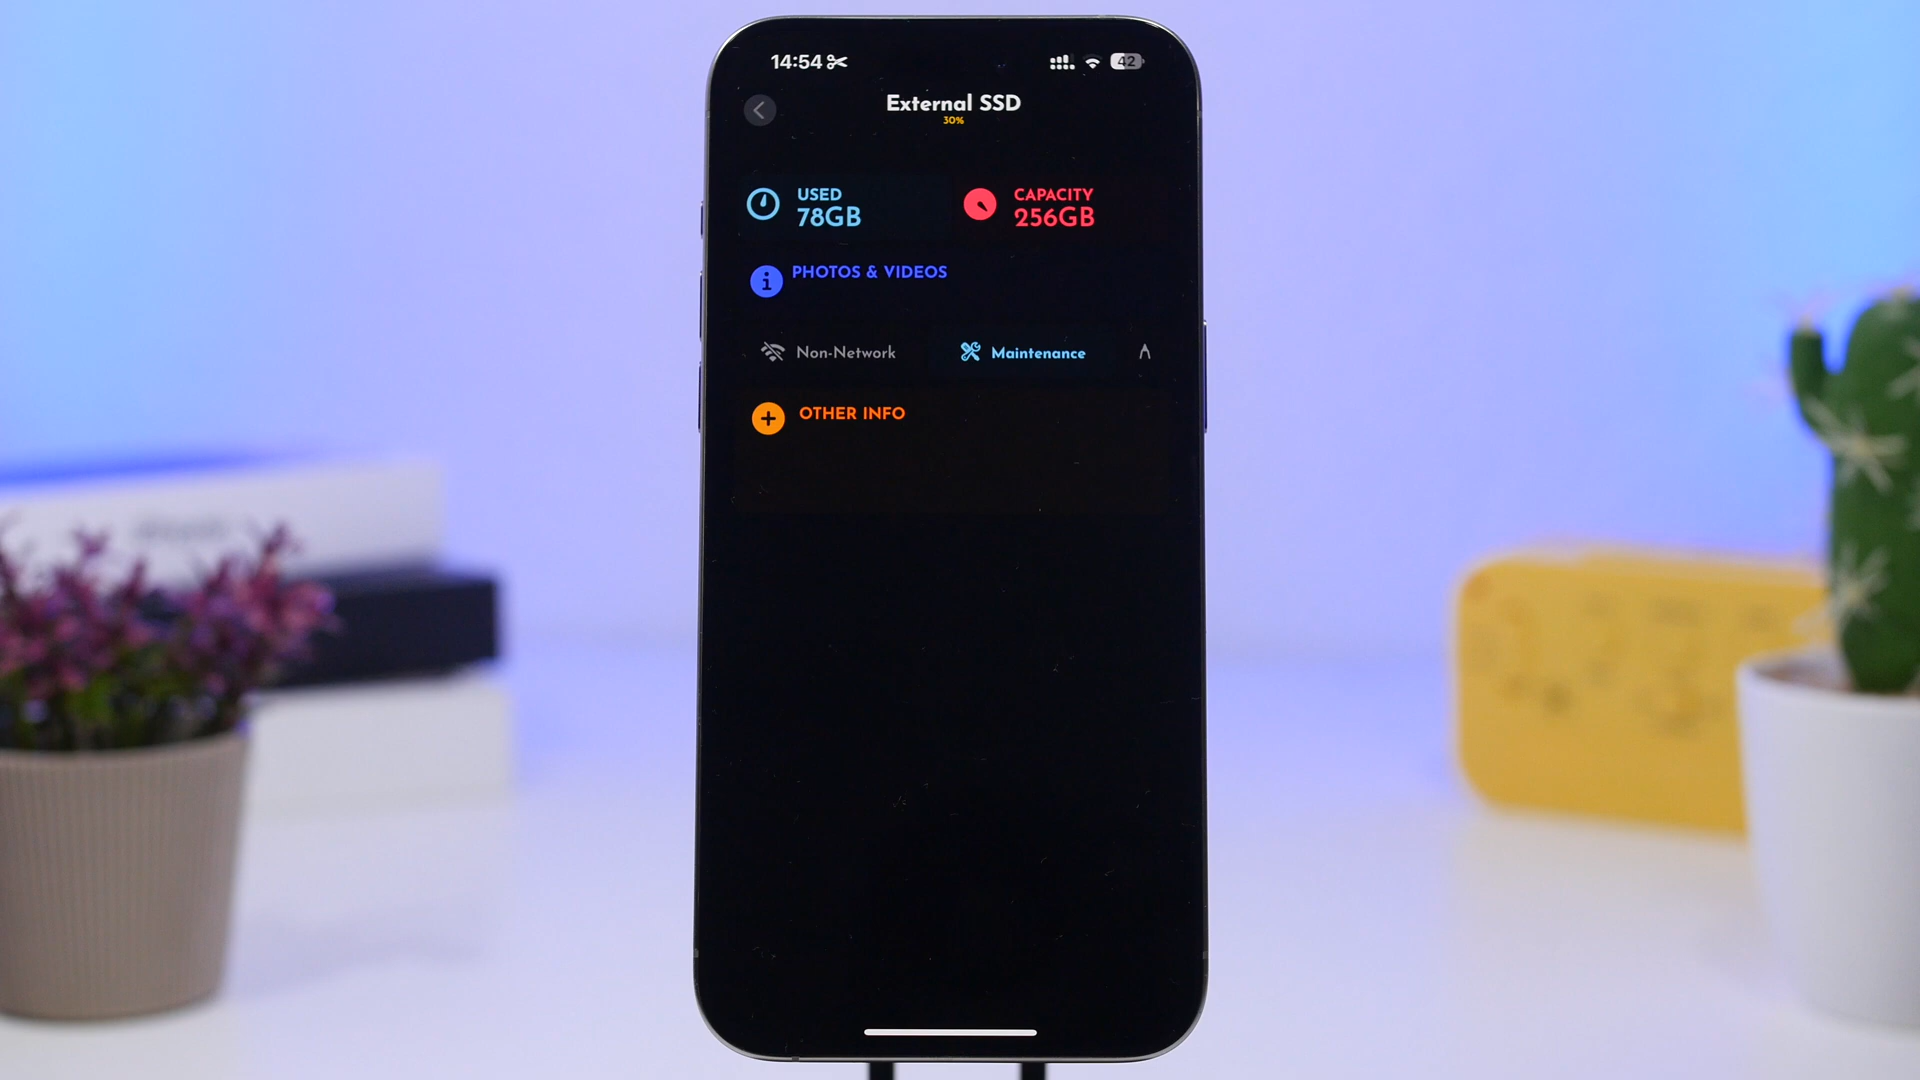 14:54
42
External SSD
30%
USED
78GB
CAPACITY
256GB
PHOTOS & VIDEOS
Non-Network
Maintenance
OTHER INFO